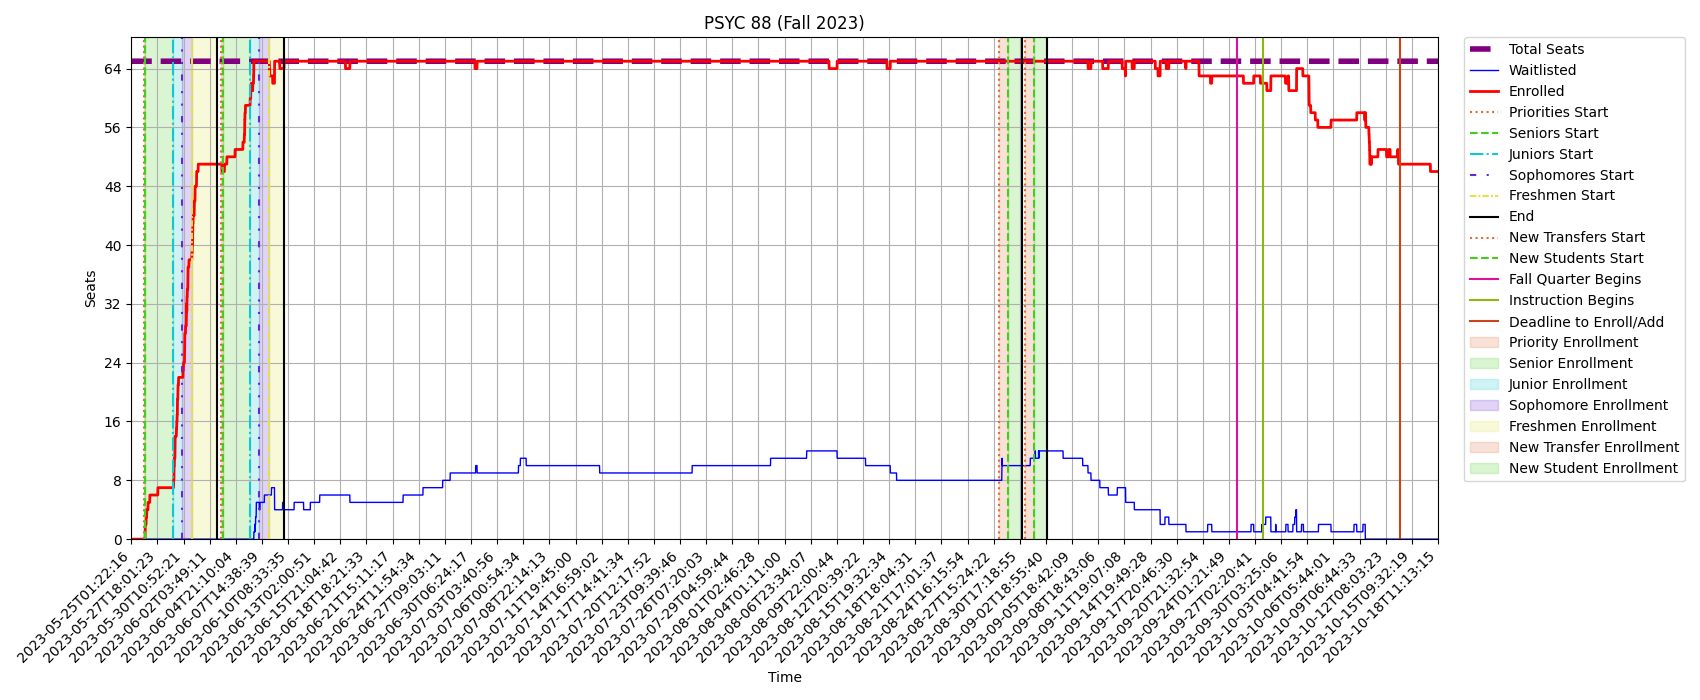 PSYC 88 (Fall 2023)
Seats
64
56
48
40
32
24
16
8
0
2023-05-25T01:22:16
2023-05-27T18:01:23
2023-05-30T10:52:21
2023-06-02T03:49:11
2023-06-04T21:10:04
2023-06-07T14:38:39
2023-06-10T08:33:35
2023-06-13T02:00:51
2023-06-15T21:04:42
2023-06-18T18:21:33
2023-06-21T15:11:17
2023-06-24T11:54:34
2023-06-27T09:03:11
2023-06-30T06:24:17
2023-07-03T03:40:56
2023-07-06T00:54:34
2023-07-08T22:14:13
2023-07-11T19:45:00
2023-07-14T16:59:02
2023-07-17T14:41:34
2023-07-20T12:17:52
2023-07-23T09:39:46
2023-07-26T07:20:03
2023-07-29T04:59:44
2023-08-01T02:46:28
2023-08-04T01:11:00
2023-08-06T23:34:07
2023-08-09T22:00:44
2023-08-12T20:39:22
2023-08-15T19:32:34
2023-08-18T18:04:31
2023-08-21T17:01:37
2023-08-24T16:15:54
2023-08-27T15:24:22
2023-08-30T17:18:55
2023-09-02T18:55:40
2023-09-05T18:42:09
2023-09-08T18:43:06
2023-09-11T19:07:08
2023-09-14T19:49:28
2023-09-17T20:46:30
2023-09-20T21:32:54
2023-09-24T01:21:49
2023-09-27T02:20:41
2023-09-30T03:25:06
2023-10-03T04:41:54
2023-10-06T05:44:01
2023-10-09T06:44:33
2023-10-12T08:03:23
2023-10-15T09:32:19
2023-10-18T11:13:15
Time
Total Seats
Waitlisted
Enrolled
Priorities Start
Seniors Start
Juniors Start
Sophomores Start
Freshmen Start
End
New Transfers Start
New Students Start
Fall Quarter Begins
Instruction Begins
Deadline to Enroll/Add
Priority Enrollment
Senior Enrollment
Junior Enrollment
Sophomore Enrollment
Freshmen Enrollment
New Transfer Enrollment
New Student Enrollment